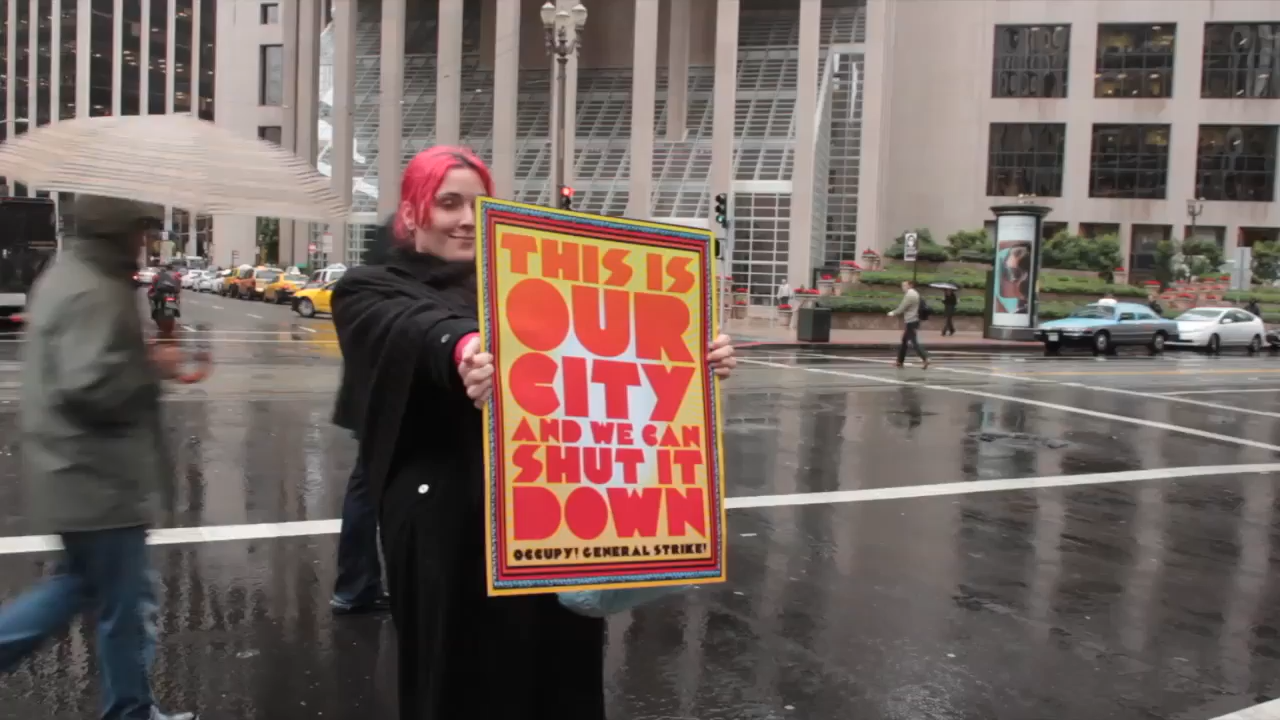 THIS IS
OUR
CITY
AND WE CAN
SHUT IT
DOWN
OCCUPY! GENERAL STRIKE!